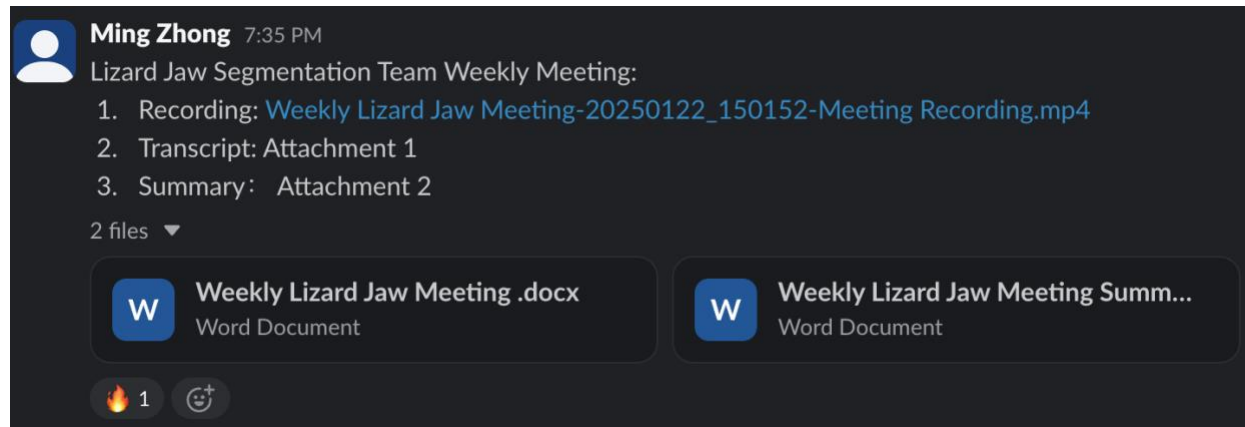 Ming Zhong 7:35 PM
Lizard Jaw Segmentation Team Weekly Meeting:
1. Recording: Weekly Lizard Jaw Meeting-20250122_150152-Meeting Recording.mp4
2. Transcript: Attachment 1
3. Summary： Attachment 2
2 files
W Weekly Lizard Jaw Meeting .docx
Word Document
W Weekly Lizard Jaw Meeting Summ...
Word Document
🔥 1